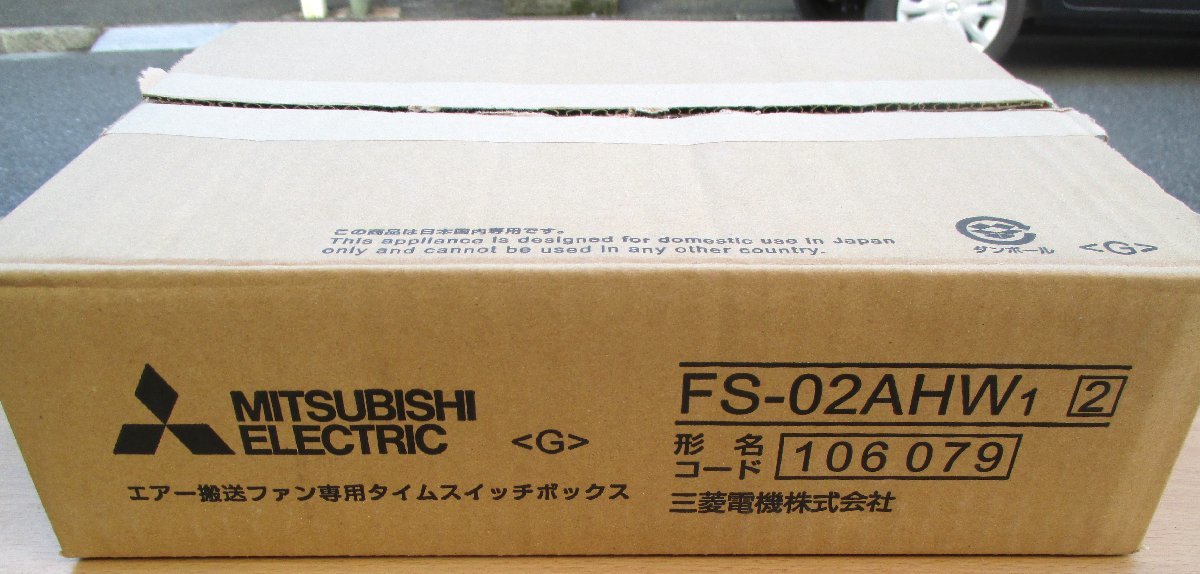 この商品は日本国内専用です。
This appliance is designed for domestic use in Japan
only and cannot be used in any other country.
ダンボール
<G>
MITSUBISHI
ELECTRIC
<G>
エアー搬送ファン専用タイムスイッチボックス
FS-02AHW1 2
形名
コード 106 079
三菱電機株式会社